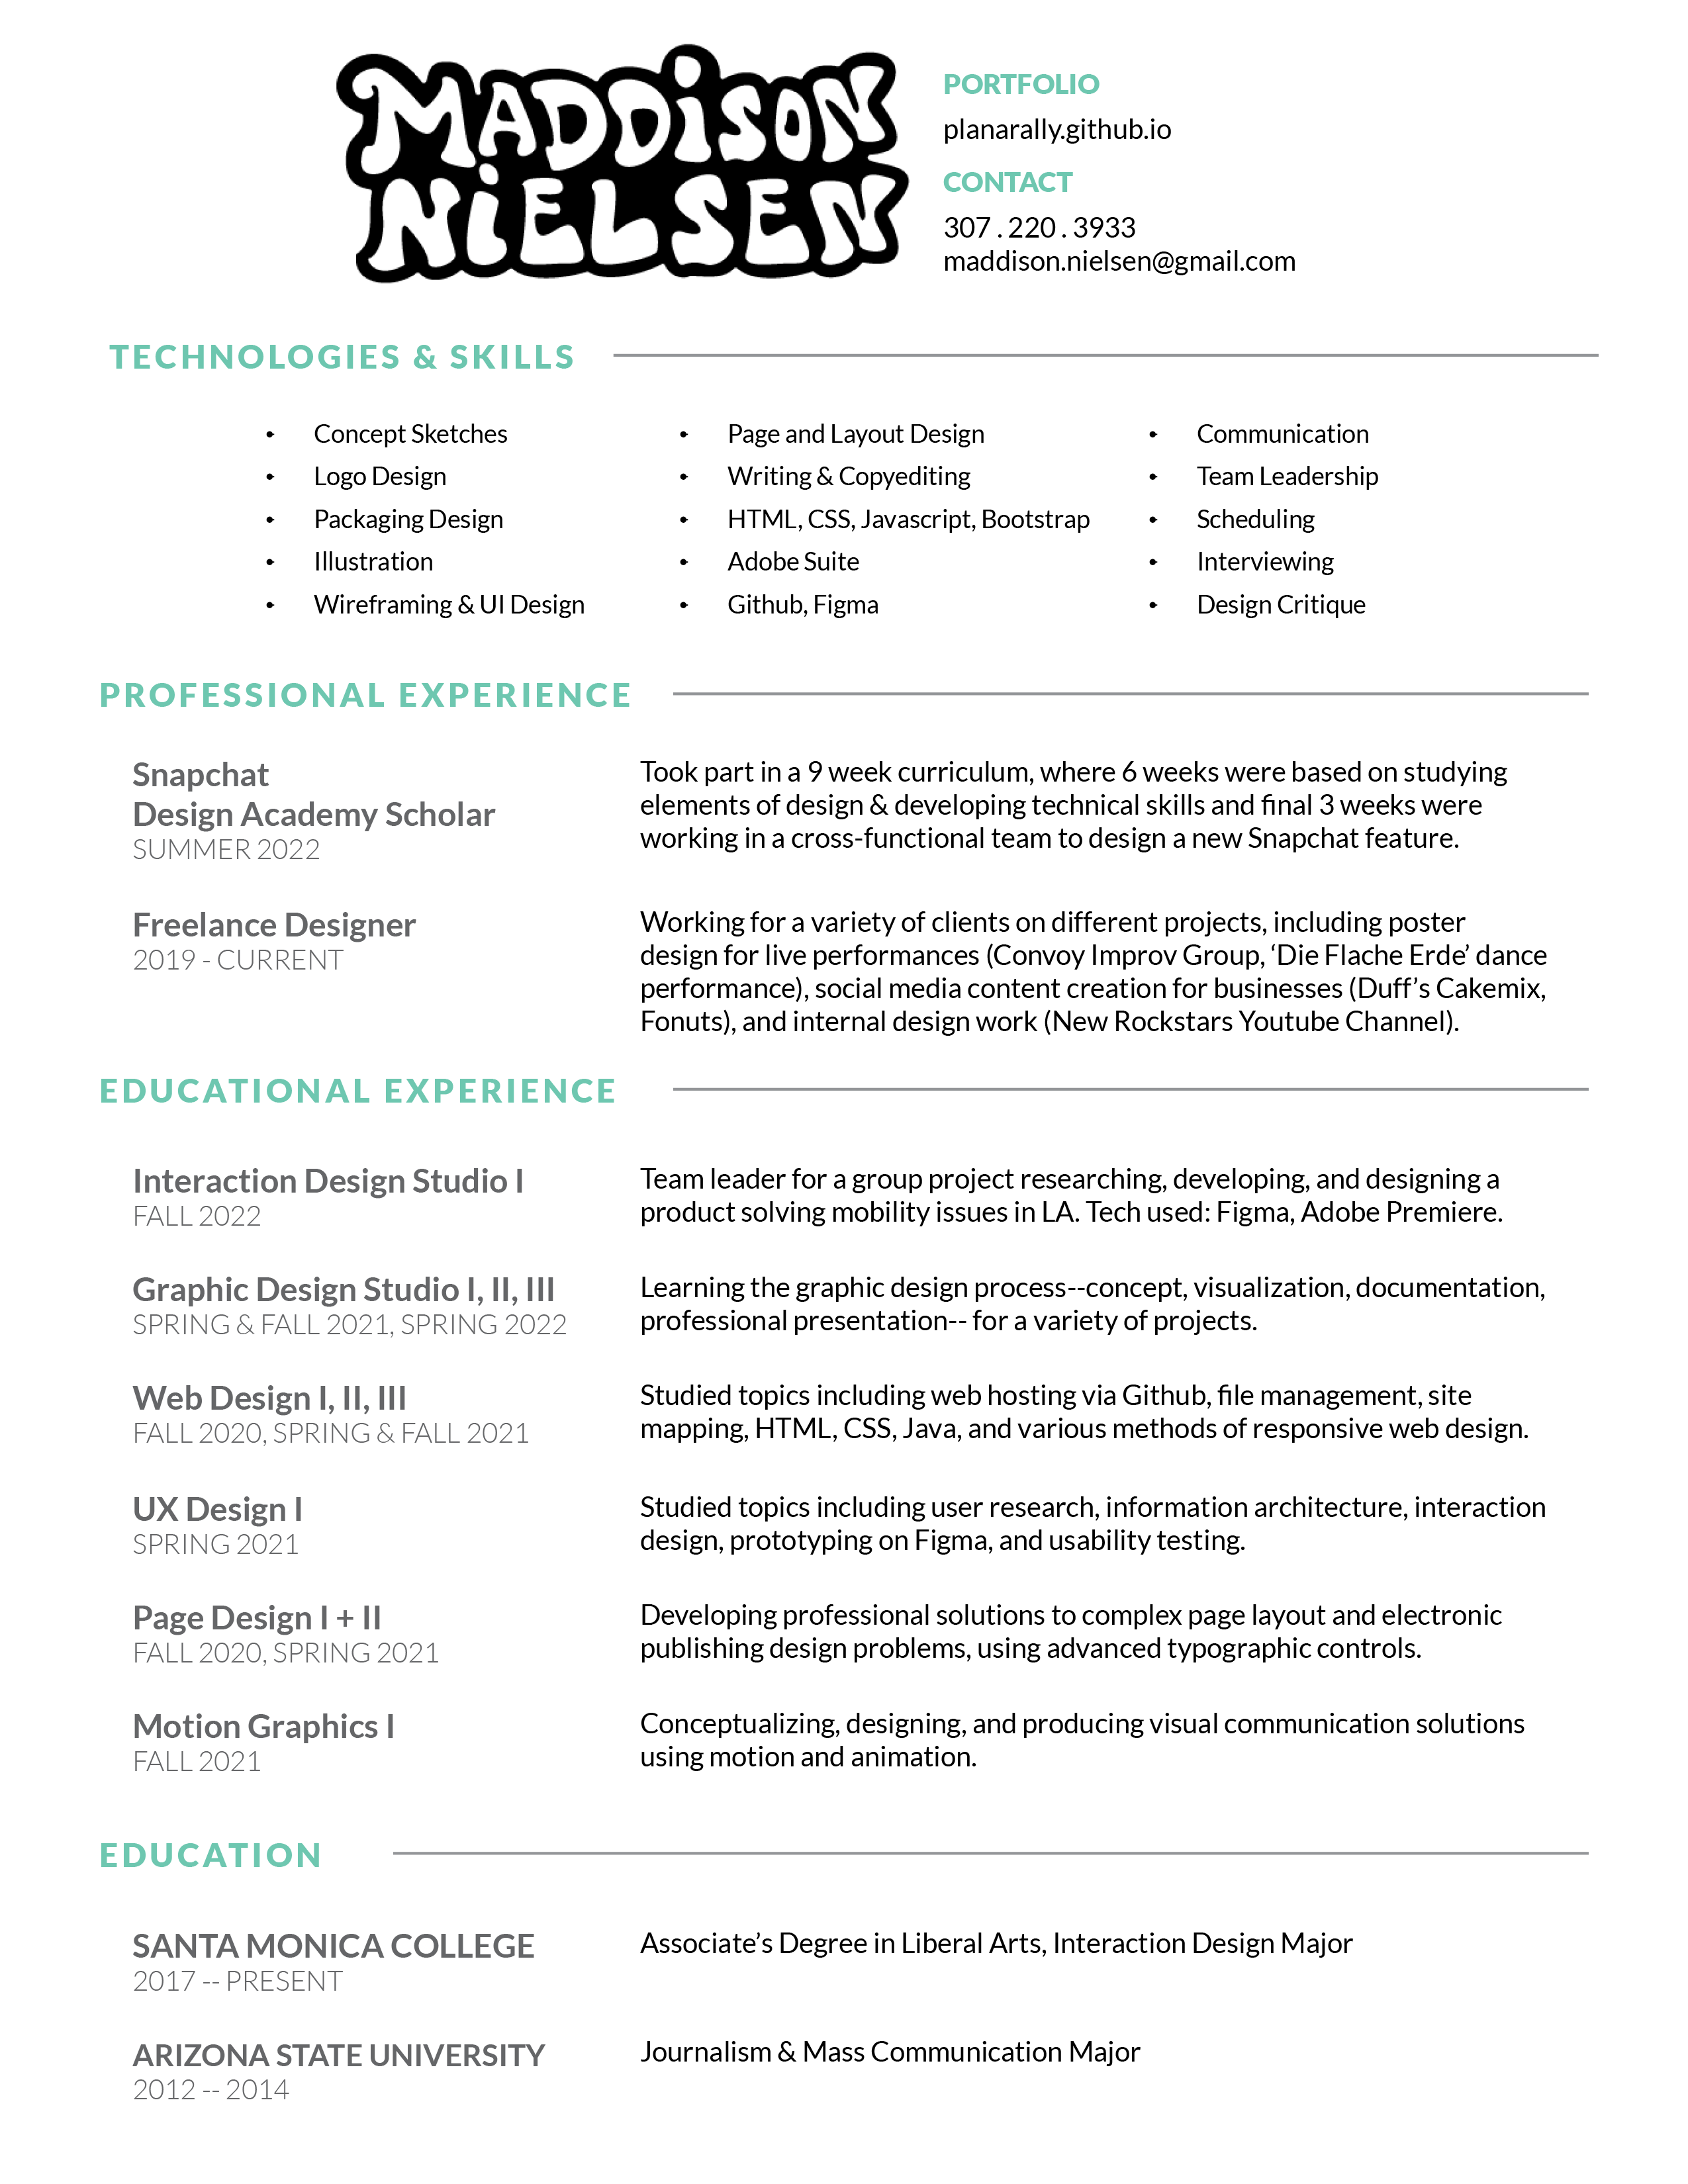 MADDiSON
NiELSEN
PORTFOLIO
planarally.github.io
CONTACT
307 . 220 . 3933
maddison.nielsen@gmail.com
TECHNOLOGIES & SKILLS
• Concept Sketches
• Logo Design
• Packaging Design
• Illustration
• Wireframing & UI Design
• Page and Layout Design
• Writing & Copyediting
• HTML, CSS, Javascript, Bootstrap
• Adobe Suite
• Github, Figma
• Communication
• Team Leadership
• Scheduling
• Interviewing
• Design Critique
PROFESSIONAL EXPERIENCE
Snapchat
Design Academy Scholar
SUMMER 2022
Took part in a 9 week curriculum, where 6 weeks were based on studying
elements of design & developing technical skills and final 3 weeks were
working in a cross-functional team to design a new Snapchat feature.
Freelance Designer
2019 - CURRENT
Working for a variety of clients on different projects, including poster
design for live performances (Convoy Improv Group, ‘Die Flache Erde’ dance
performance), social media content creation for businesses (Duff’s Cakemix,
Fonuts), and internal design work (New Rockstars Youtube Channel).
EDUCATIONAL EXPERIENCE
Interaction Design Studio I
FALL 2022
Team leader for a group project researching, developing, and designing a
product solving mobility issues in LA. Tech used: Figma, Adobe Premiere.
Graphic Design Studio I, II, III
SPRING & FALL 2021, SPRING 2022
Learning the graphic design process--concept, visualization, documentation,
professional presentation-- for a variety of projects.
Web Design I, II, III
FALL 2020, SPRING & FALL 2021
Studied topics including web hosting via Github, file management, site
mapping, HTML, CSS, Java, and various methods of responsive web design.
UX Design I
SPRING 2021
Studied topics including user research, information architecture, interaction
design, prototyping on Figma, and usability testing.
Page Design I + II
FALL 2020, SPRING 2021
Developing professional solutions to complex page layout and electronic
publishing design problems, using advanced typographic controls.
Motion Graphics I
FALL 2021
Conceptualizing, designing, and producing visual communication solutions
using motion and animation.
EDUCATION
SANTA MONICA COLLEGE
2017 -- PRESENT
Associate’s Degree in Liberal Arts, Interaction Design Major
ARIZONA STATE UNIVERSITY
2012 -- 2014
Journalism & Mass Communication Major